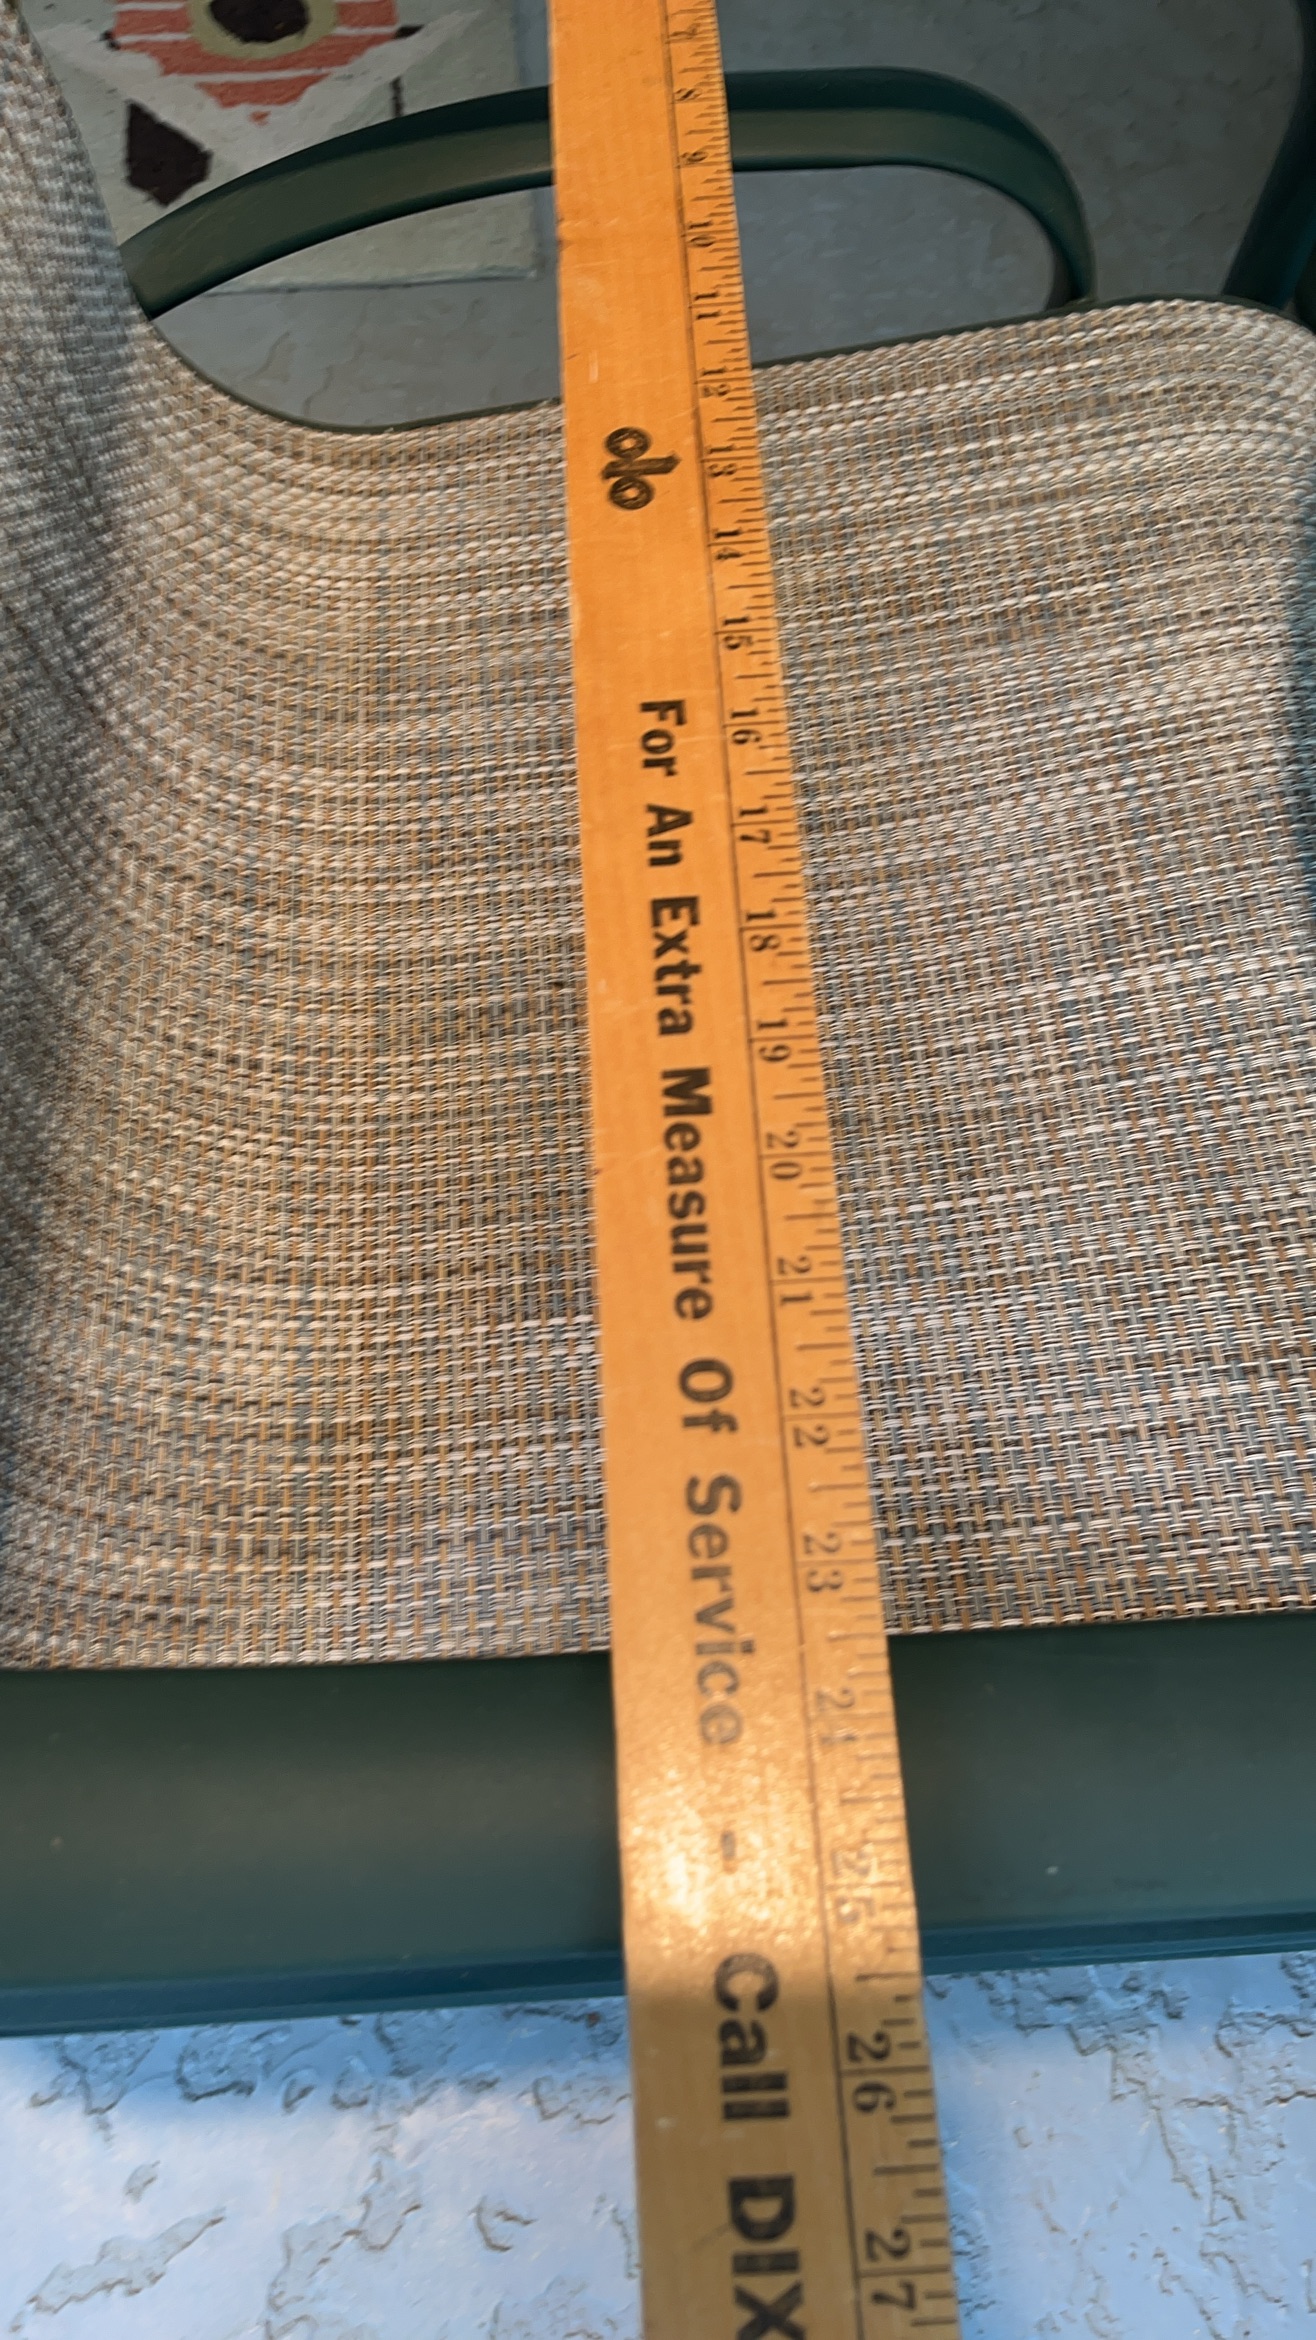 7 8 9 10 11 12 13 14 15 16 17 18 19 20 21 22 23 24 25 26 27
For An Extra Measure Of Service - Call DIX